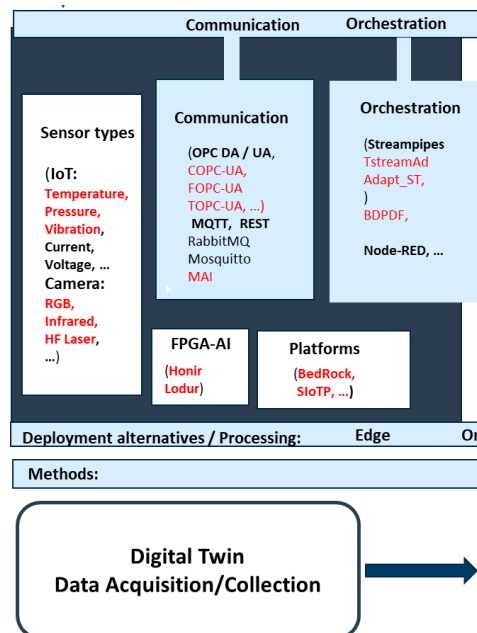 Communication
Orchestration
Sensor types
(IoT:
Temperature,
Pressure,
Vibration,
Current,
Voltage, ...
Camera:
RGB,
Infrared,
HF Laser,
...)
Communication
(OPC DA / UA,
COPC-UA,
FOPC-UA
TOPC-UA, ...)
MQTT, REST
RabbitMQ
Mosquitto
MAI
Orchestration
(Streampipes
TstreamAd
Adapt_ST,
)
BDPDF,
Node-RED, ...
FPGA-AI
(Honir
Lodur)
Platforms
(BedRock,
SIoTP, ...)
Deployment alternatives / Processing: Edge
Methods:
Digital Twin
Data Acquisition/Collection